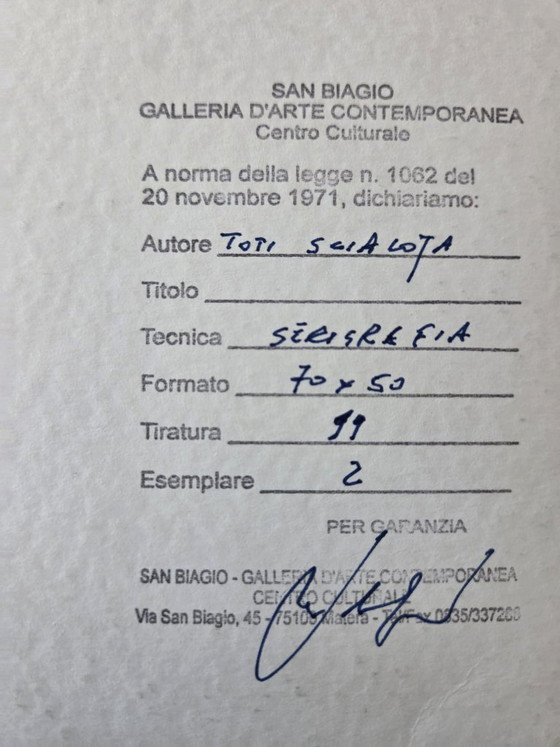 SAN BIAGIO
GALLERIA D'ARTE CONTEMPORANEA
Centro Culturale
A norma della legge n. 1062 del
20 novembre 1971, dichiariamo:
Autore TOTI SCIALOJA
Titolo
Tecnica SERIGRAFIA
Formato 70 x 50
Tiratura 99
Esemplare 2
PER GARANZIA
SAN BIAGIO - GALLERIA D'ARTE CONTEMPORANEA
CENTRO CULTURALE
Via San Biagio, 45 - 75100 Matera - Tel/Fax